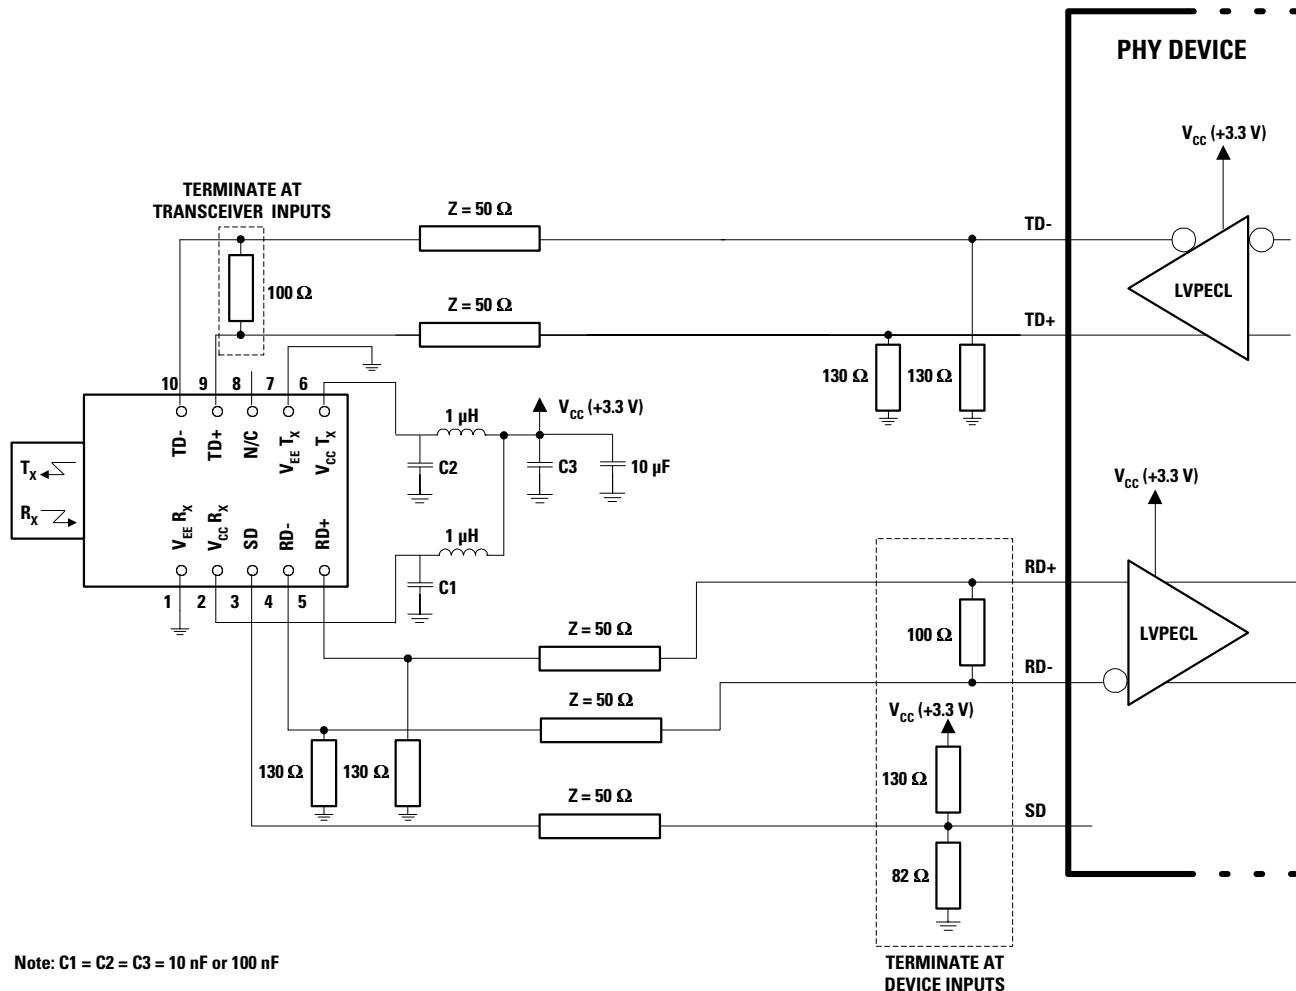 PHY DEVICE
V_CC (+3.3 V)
TERMINATE AT
TRANSCEIVER INPUTS
Z = 50 Ω
TD-
LVPECL
100 Ω
Z = 50 Ω
TD+
130 Ω
130 Ω
10
9
8
7
6
TD-
TD+
N/C
V_EE T_X
V_CC T_X
1 µH
V_CC (+3.3 V)
C2
C3
10 µF
T_X
R_X
V_EE R_X
V_CC R_X
SD
RD-
RD+
1 µH
C1
1
2
3
4
5
V_CC (+3.3 V)
RD+
Z = 50 Ω
100 Ω
LVPECL
RD-
Z = 50 Ω
V_CC (+3.3 V)
130 Ω
130 Ω
130 Ω
Z = 50 Ω
SD
82 Ω
Note: C1 = C2 = C3 = 10 nF or 100 nF
TERMINATE AT
DEVICE INPUTS